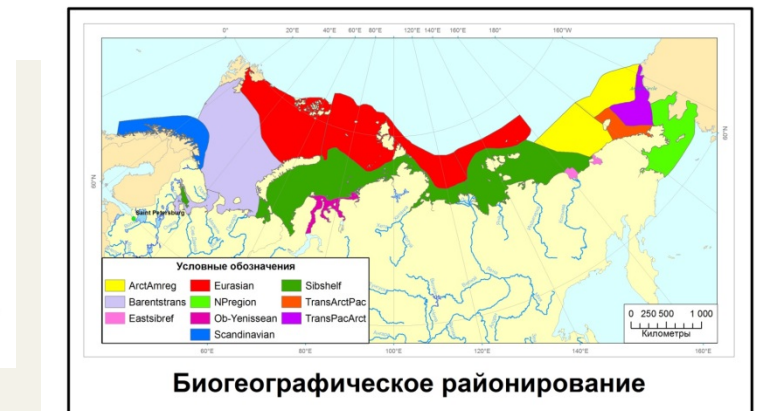 0° 20°E 40°E 60°E 80°E 120°E 140°E 160°E 180° 180°W
60°N
60°N
Saint Petersburg
Условные обозначения
ArctAmreg Eurasian Sibshelf
Barentstrans NPregion TransArctPac
Eastsibref Ob-Yenissean TransPacArct
Scandinavian
0 250 500 1 000
Километры
60°E 80°E 100°E 120°E 140°E 160°E
Биогеографическое районирование